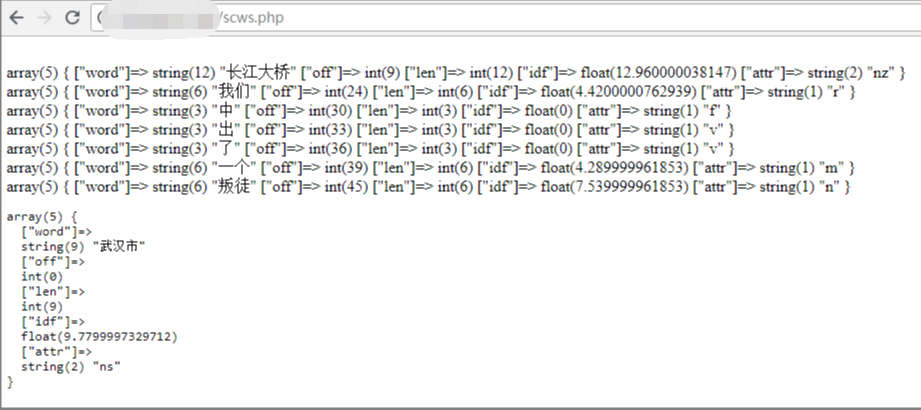 /scws.php
array(5) { ["word"]=> string(12) "长江大桥" ["off"]=> int(9) ["len"]=> int(12) ["idf"]=> float(12.960000038147) ["attr"]=> string(2) "nz" }
array(5) { ["word"]=> string(6) "我们" ["off"]=> int(24) ["len"]=> int(6) ["idf"]=> float(4.4200000762939) ["attr"]=> string(1) "r" }
array(5) { ["word"]=> string(3) "中" ["off"]=> int(30) ["len"]=> int(3) ["idf"]=> float(0) ["attr"]=> string(1) "f" }
array(5) { ["word"]=> string(3) "出" ["off"]=> int(33) ["len"]=> int(3) ["idf"]=> float(0) ["attr"]=> string(1) "v" }
array(5) { ["word"]=> string(3) "了" ["off"]=> int(36) ["len"]=> int(3) ["idf"]=> float(0) ["attr"]=> string(1) "v" }
array(5) { ["word"]=> string(6) "一个" ["off"]=> int(39) ["len"]=> int(6) ["idf"]=> float(4.2899999961853) ["attr"]=> string(1) "m" }
array(5) { ["word"]=> string(6) "叛徒" ["off"]=> int(45) ["len"]=> int(6) ["idf"]=> float(7.539999961853) ["attr"]=> string(1) "n" }
array(5) {
["word"]=>
string(9) "武汉市"
["off"]=>
int(0)
["len"]=>
int(9)
["idf"]=>
float(9.7799997329712)
["attr"]=>
string(2) "ns"
}